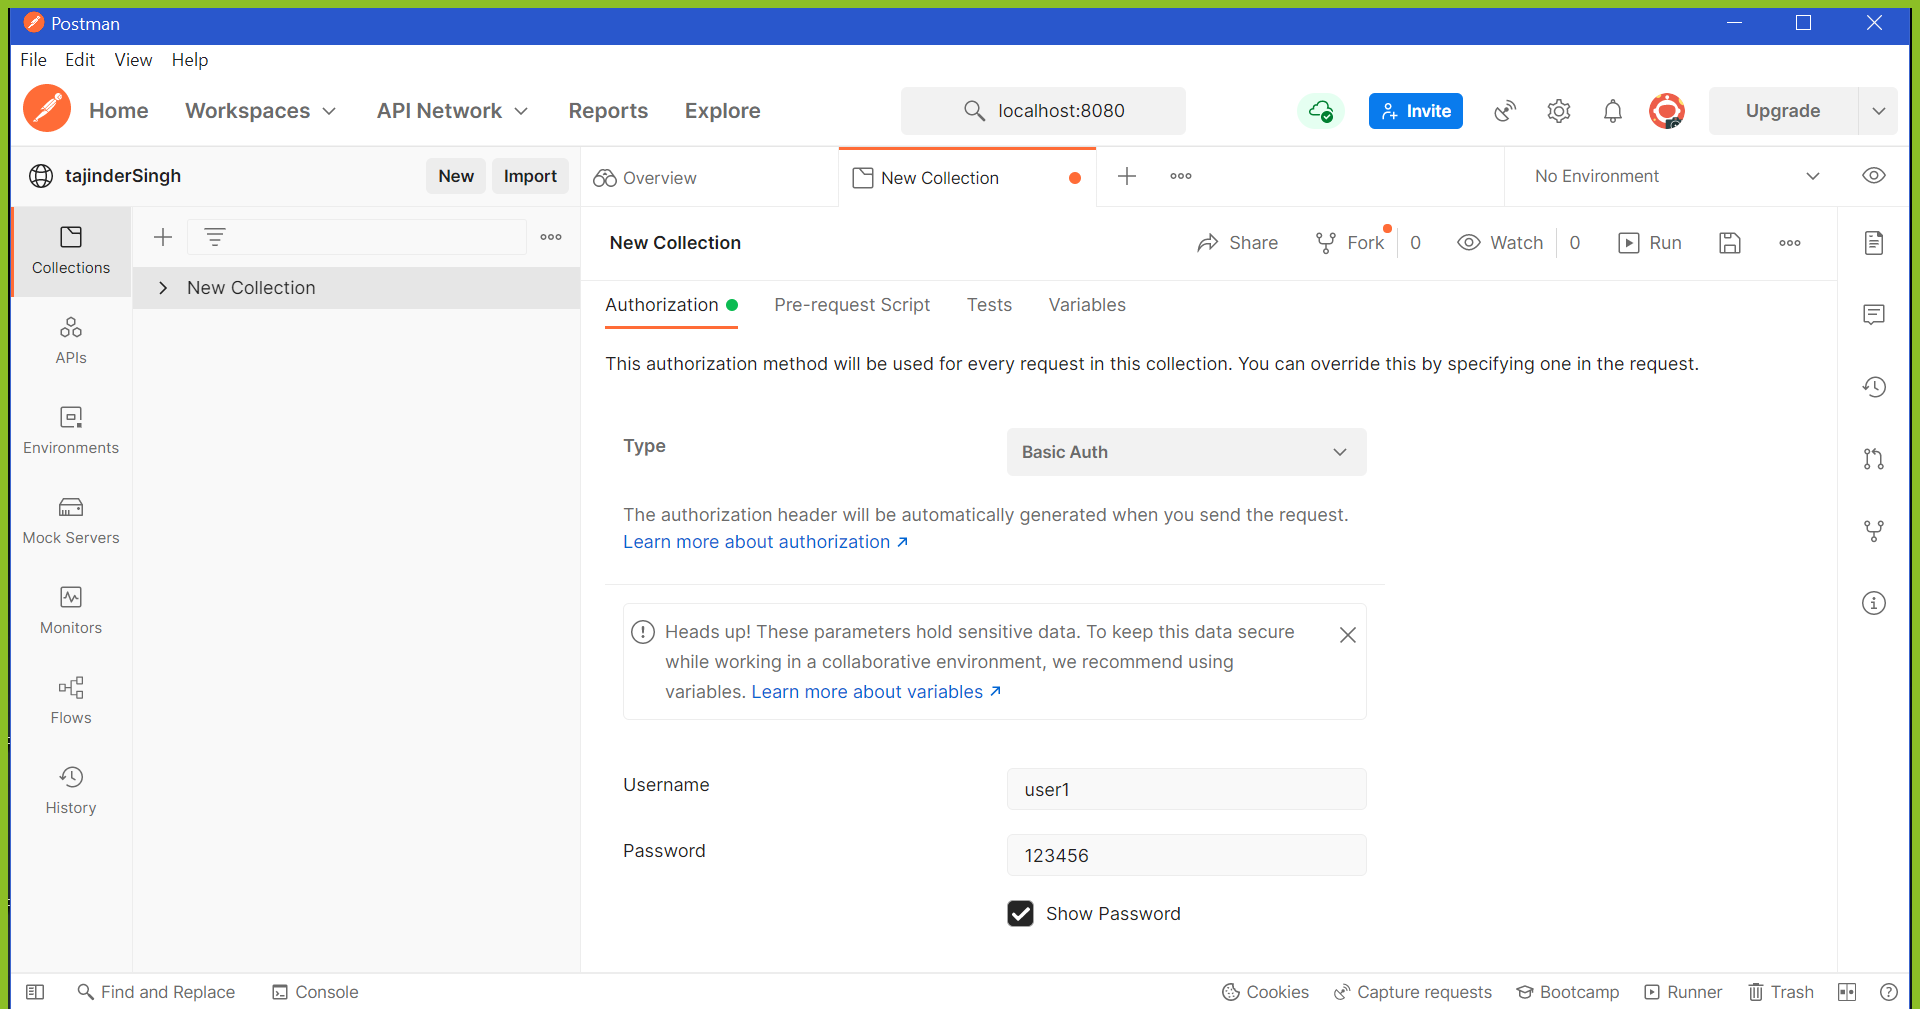 Postman
File Edit View Help
Home Workspaces API Network Reports Explore localhost:8080 Invite Upgrade
tajinderSingh New Import Overview New Collection No Environment
Collections
New Collection
APIs
Environments
Mock Servers
Monitors
Flows
History
New Collection Share Fork 0 Watch 0 Run
Authorization Pre-request Script Tests Variables
This authorization method will be used for every request in this collection. You can override this by specifying one in the request.
Type Basic Auth
The authorization header will be automatically generated when you send the request.
Learn more about authorization ↗
Heads up! These parameters hold sensitive data. To keep this data secure
while working in a collaborative environment, we recommend using
variables. Learn more about variables ↗
Username user1
Password 123456
Show Password
Find and Replace Console Cookies Capture requests Bootcamp Runner Trash